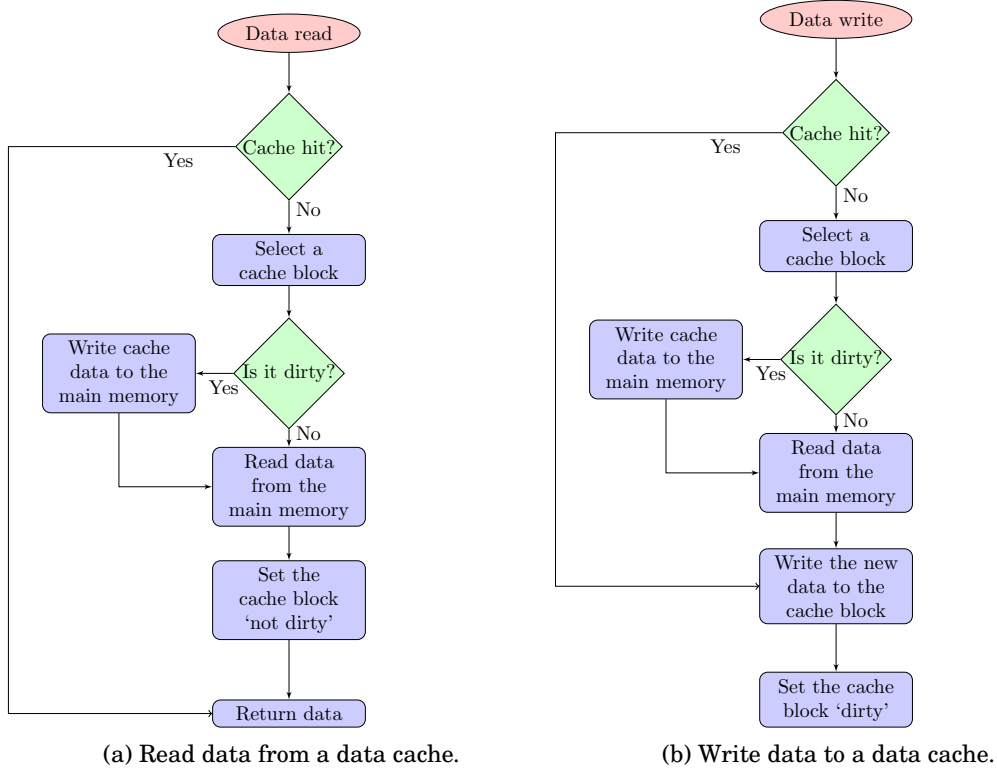 Data read
Cache hit?
Yes
No
Select a
cache block
Is it dirty?
Yes
Write cache
data to the
main memory
No
Read data
from the
main memory
Set the
cache block
‘not dirty’
Return data
(a) Read data from a data cache.
Data write
Cache hit?
Yes
No
Select a
cache block
Is it dirty?
Yes
Write cache
data to the
main memory
No
Read data
from the
main memory
Write the new
data to the
cache block
Set the cache
block ‘dirty’
(b) Write data to a data cache.